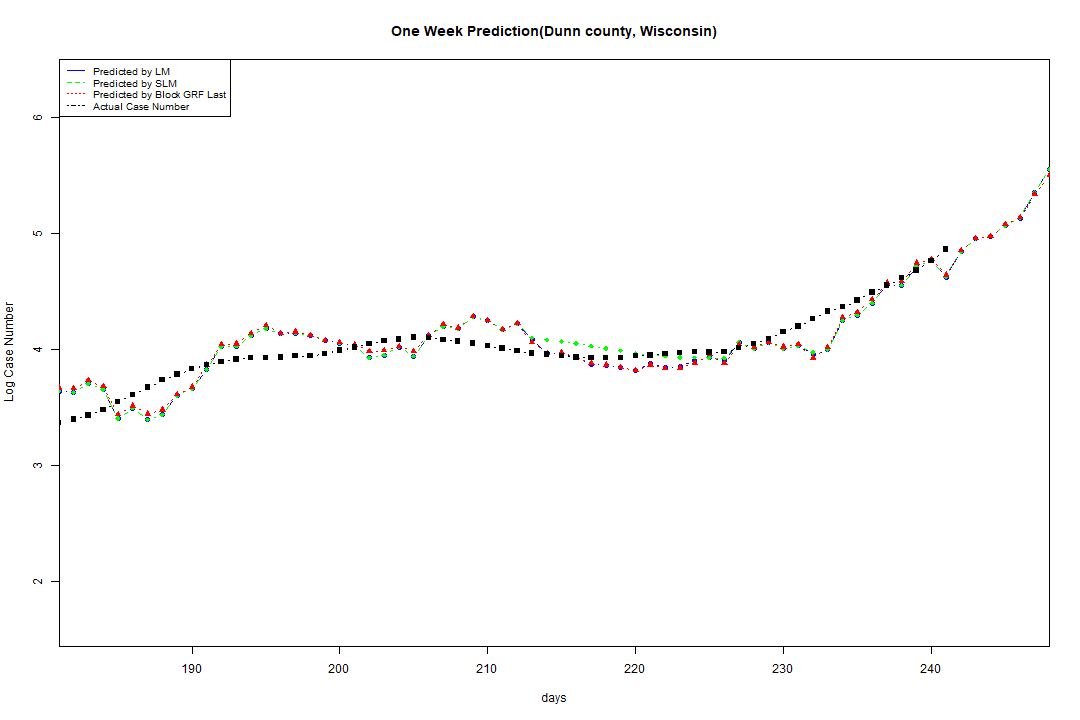 One Week Prediction(Dunn county, Wisconsin)
Predicted by LM
Predicted by SLM
Predicted by Block GRF Last
Actual Case Number
6
5
4
3
2
Log Case Number
190 200 210 220 230 240
days